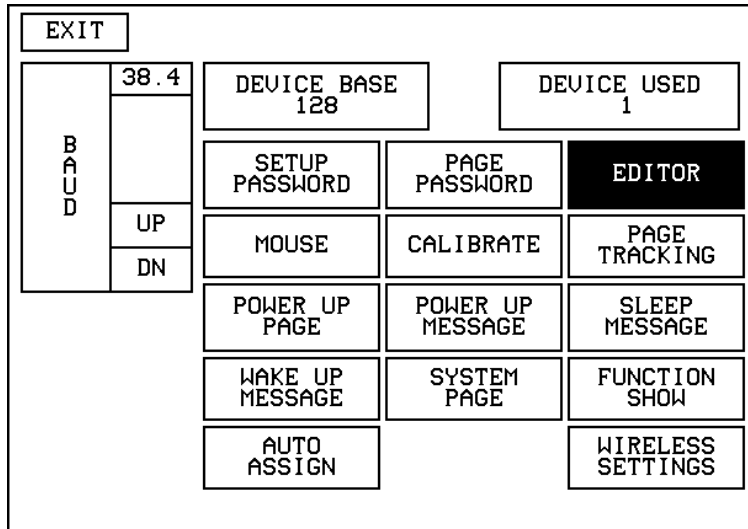 EXIT
38.4
BAUD
UP
DN
DEVICE BASE
128
DEVICE USED
1
SETUP
PASSWORD
PAGE
PASSWORD
EDITOR
MOUSE
CALIBRATE
PAGE
TRACKING
POWER UP
PAGE
POWER UP
MESSAGE
SLEEP
MESSAGE
WAKE UP
MESSAGE
SYSTEM
PAGE
FUNCTION
SHOW
AUTO
ASSIGN
WIRELESS
SETTINGS